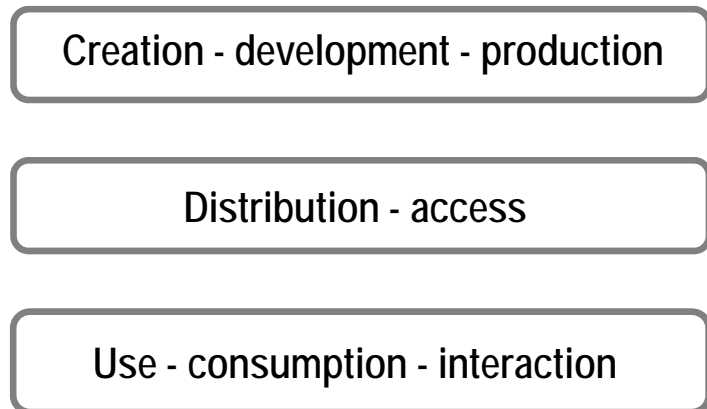 Creation - development - production
Distribution - access
Use - consumption - interaction